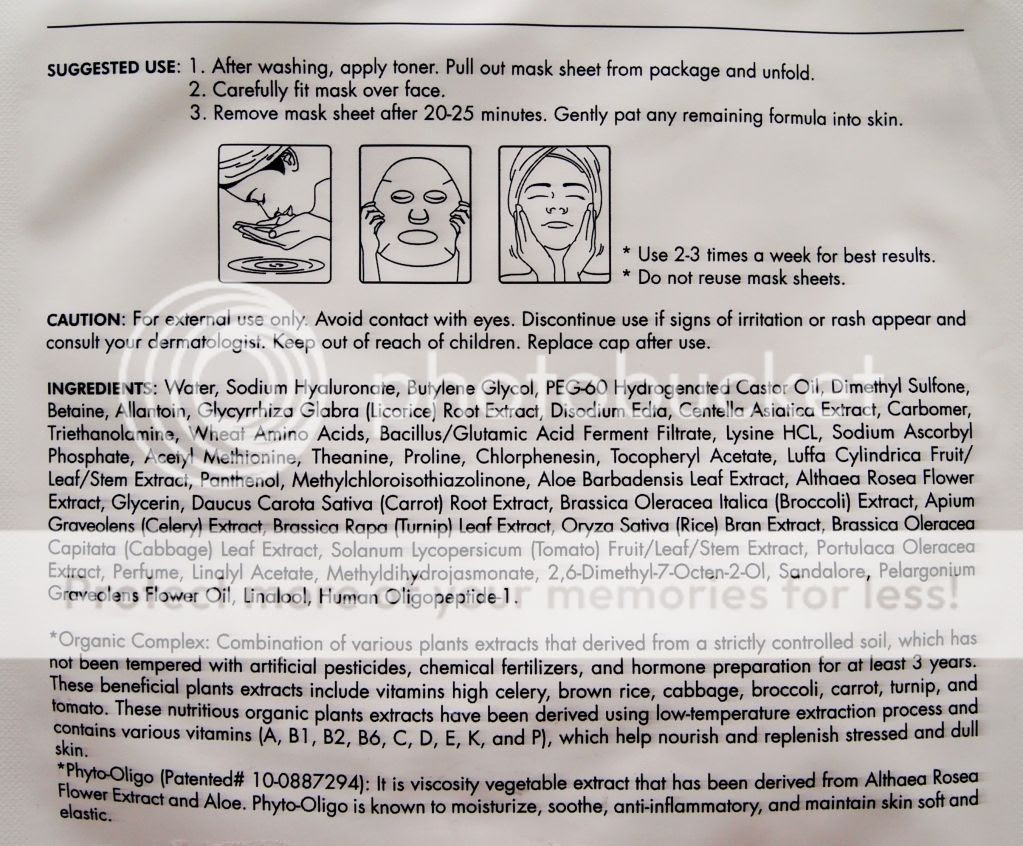 SUGGESTED USE: 1. After washing, apply toner. Pull out mask sheet from package and unfold.
2. Carefully fit mask over face.
3. Remove mask sheet after 20-25 minutes. Gently pat any remaining formula into skin.
* Use 2-3 times a week for best results.
* Do not reuse mask sheets.
CAUTION: For external use only. Avoid contact with eyes. Discontinue use if signs of irritation or rash appear and
consult your dermatologist. Keep out of reach of children. Replace cap after use.
photobucket
INGREDIENTS: Water, Sodium Hyaluronate, Butylene Glycol, PEG-60 Hydrogenated Castor Oil, Dimethyl Sulfone,
Betaine, Allantoin, Glycyrrhiza Glabra (Licorice) Root Extract, Disodium Edta, Centella Asiatica Extract, Carbomer,
Triethanolamine, Wheat Amino Acids, Bacillus/Glutamic Acid Ferment Filtrate, Lysine HCL, Sodium Ascorbyl
Phosphate, Acetyl Methionine, Theanine, Proline, Chlorphenesin, Tocopheryl Acetate, Luffa Cylindrica Fruit/
Leaf/Stem Extract, Panthenol, Methylchloroisothiazolinone, Aloe Barbadensis Leaf Extract, Althaea Rosea Flower
Extract, Glycerin, Daucus Carota Sativa (Carrot) Root Extract, Brassica Oleracea Italica (Broccoli) Extract, Apium
Graveolens (Celery) Extract, Brassica Rapa (Turnip) Leaf Extract, Oryza Sativa (Rice) Bran Extract, Brassica Oleracea
Capitata (Cabbage) Leaf Extract, Solanum Lycopersicum (Tomato) Fruit/Leaf/Stem Extract, Portulaca Oleracea
Extract, Perfume, Linalyl Acetate, Methyldihydrojasmonate, 2,6-Dimethyl-7-Octen-2-Ol, Sandalore, Pelargonium
Graveolens Flower Oil, Linalool, Human Oligopeptide-1.
Protect more of your memories for less!
*Organic Complex: Combination of various plants extracts that derived from a strictly controlled soil, which has
not been tempered with artificial pesticides, chemical fertilizers, and hormone preparation for at least 3 years.
These beneficial plants extracts include vitamins high celery, brown rice, cabbage, broccoli, carrot, turnip, and
tomato. These nutritious organic plants extracts have been derived using low-temperature extraction process and
contains various vitamins (A, B1, B2, B6, C, D, E, K, and P), which help nourish and replenish stressed and dull
skin.
*Phyto-Oligo (Patented# 10-0887294): It is viscosity vegetable extract that has been derived from Althaea Rosea
Flower Extract and Aloe. Phyto-Oligo is known to moisturize, soothe, anti-inflammatory, and maintain skin soft and
elastic.